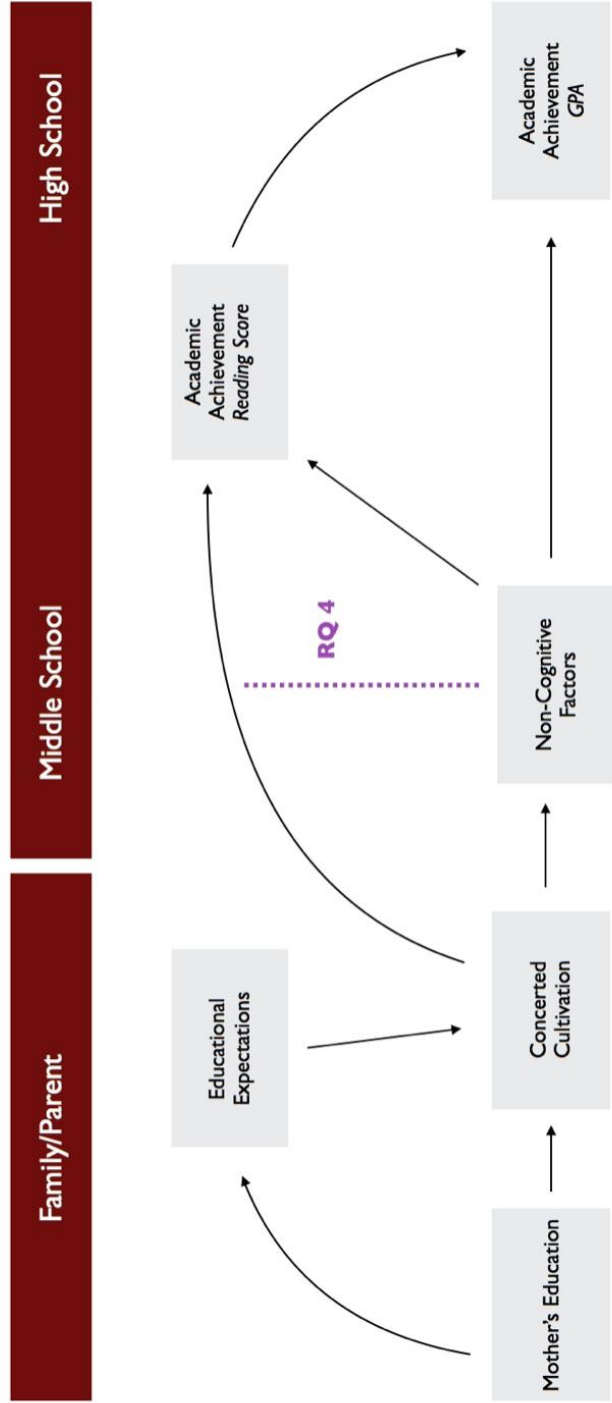 Family/Parent
Middle School
High School
Educational
Expectations
Academic
Achievement
Reading Score
RQ 4
Mother's Education
Concerted
Cultivation
Non-Cognitive
Factors
Academic
Achievement
GPA